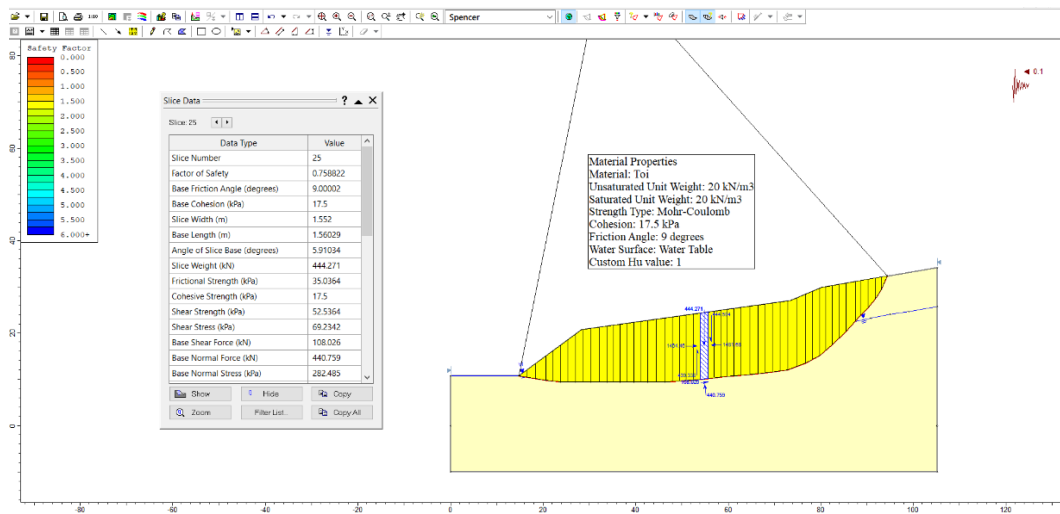 1:00
Spencer
Safety Factor
0.000
0.500
1.000
1.500
2.000
2.500
3.000
3.500
4.000
4.500
5.000
5.500
6.000+
Slice Data
?
Slice: 25
Data Type Value
Slice Number 25
Factor of Safety 0.758822
Base Friction Angle (degrees) 9.00002
Base Cohesion (kPa) 17.5
Slice Width (m) 1.552
Base Length (m) 1.56029
Angle of Slice Base (degrees) 5.91034
Slice Weight (kN) 444.271
Frictional Strength (kPa) 35.0364
Cohesive Strength (kPa) 17.5
Shear Strength (kPa) 52.5364
Shear Stress (kPa) 69.2342
Base Shear Force (kN) 108.026
Base Normal Force (kN) 440.759
Base Normal Stress (kPa) 282.485
Show Hide Copy
Zoom Filter List.. Copy All
Material Properties
Material: Toi
Unsaturated Unit Weight: 20 kN/m3
Saturated Unit Weight: 20 kN/m3
Strength Type: Mohr-Coulomb
Cohesion: 17.5 kPa
Friction Angle: 9 degrees
Water Surface: Water Table
Custom Hu value: 1
0.1
444.271
440.759
80
60
40
20
0
-80 -60 -40 -20 0 20 40 60 80 100 120